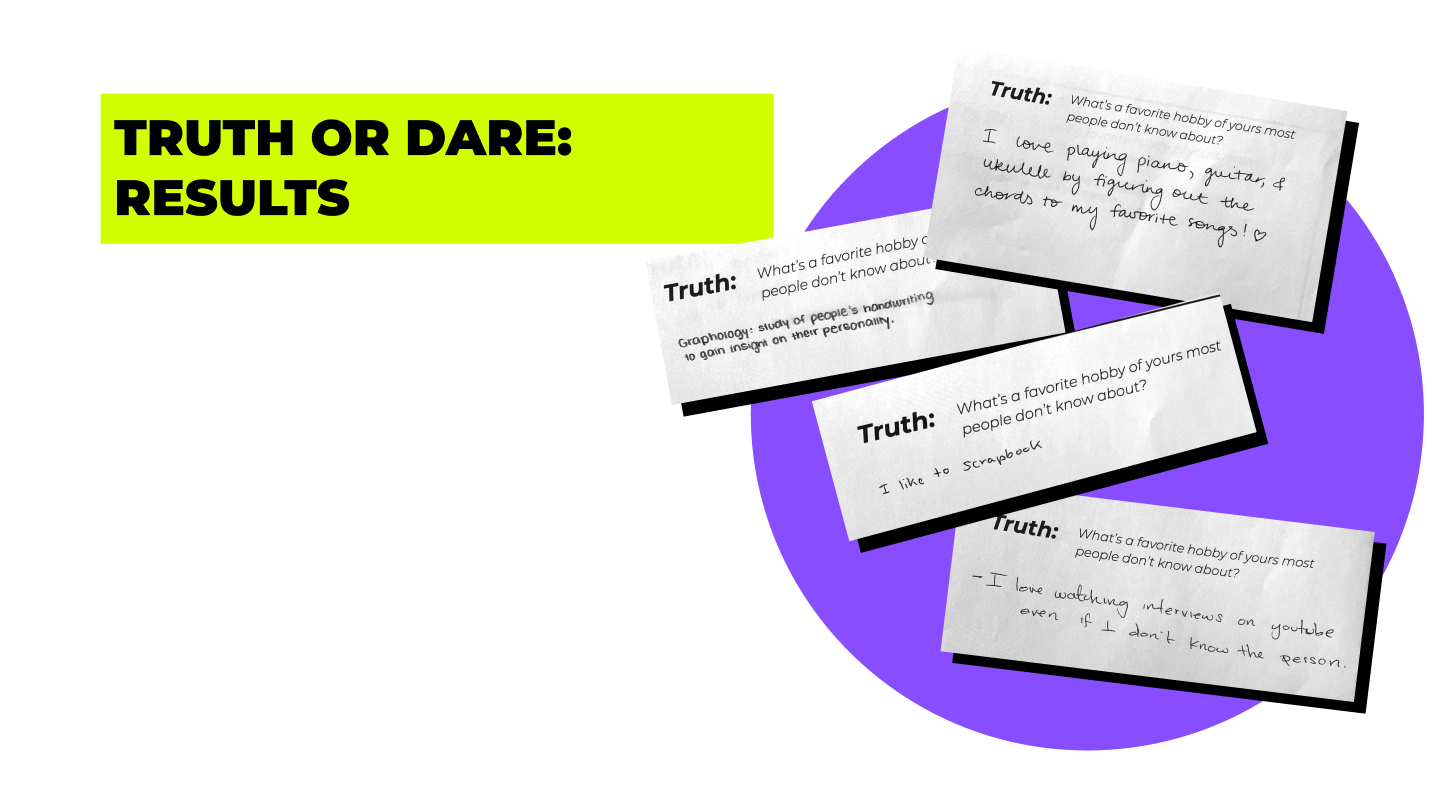 TRUTH OR DARE:
RESULTS
Truth: What's a favorite hobby of yours most
people don't know about?
I love playing piano, guitar, &
ukulele by figuring out the
chords to my favorite songs! ♡
Truth: What's a favorite hobby
people don't know about?
Graphology: study of people's handwriting
to gain insight on their personality.
Truth: What's a favorite hobby of yours most
people don't know about?
I like to scrapbook
Truth: What's a favorite hobby of yours most
people don't know about?
- I love watching interviews on youtube
even if I don't know the person.